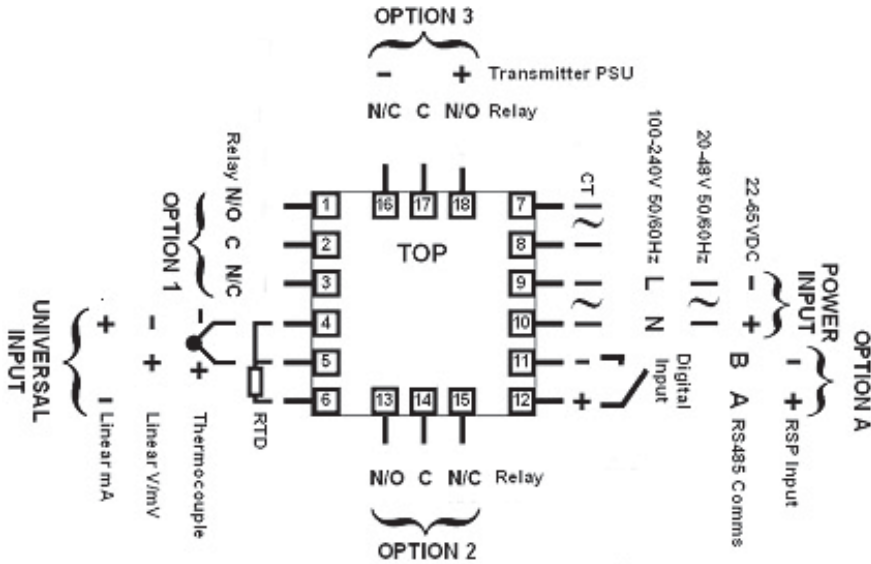 OPTION 3
- + Transmitter PSU
N/C C N/O Relay
16 17 18
TOP
1
2
3
4
5
6
7
8
9
10
11
12
13 14 15
N/O C N/C Relay
OPTION 2
Relay N/O C N/C
OPTION 1
- +
Thermocouple
RTD
- +
Linear V/mV
+ -
Linear mA
UNIVERSAL
INPUT
CT
100-240V 50/60Hz L N
20-48V 50/60Hz
22-65VDC - +
POWER
INPUT
- +
Digital
Input
B A RS485 Comms
- + RSP Input
OPTION A